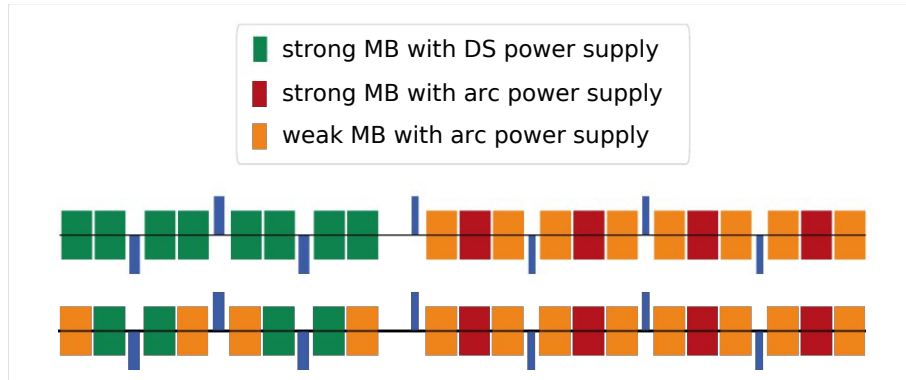 strong MB with DS power supply
strong MB with arc power supply
weak MB with arc power supply